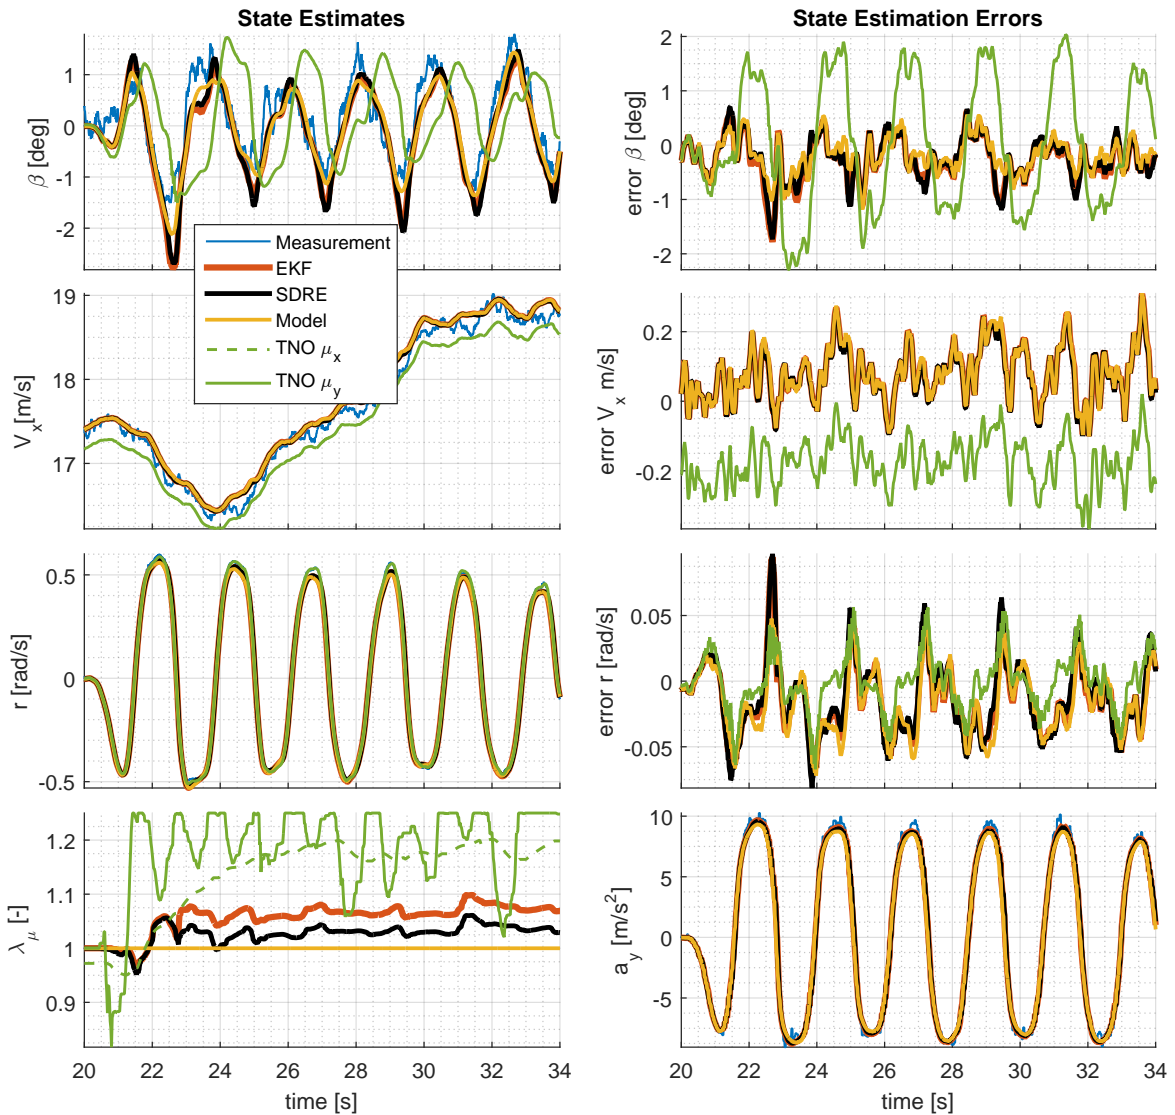 State Estimates
1
0
-1
-2
β [deg]
Measurement
EKF
SDRE
Model
TNO μx
TNO μy
19
18
17
Vx[m/s]
0.5
0
-0.5
r [rad/s]
1.2
1.1
1
0.9
λμ [-]
20 22 24 26 28 30 32 34
time [s]
State Estimation Errors
2
1
0
-1
-2
error β [deg]
0.2
0
-0.2
error Vx m/s
0.05
0
-0.05
error r [rad/s]
10
5
0
-5
ay [m/s2]
20 22 24 26 28 30 32 34
time [s]